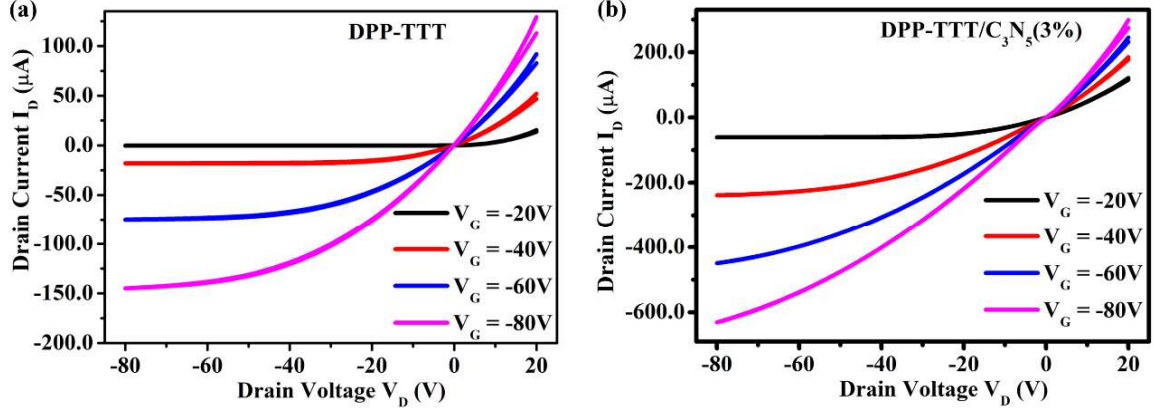 (a)
DPP-TTT
100.0
50.0
0.0
-50.0
-100.0
-150.0
-200.0
Drain Current I_D (μA)
V_G = -20V
V_G = -40V
V_G = -60V
V_G = -80V
-80 -60 -40 -20 0 20
Drain Voltage V_D (V)
(b)
DPP-TTT/C₃N₅(3%)
200.0
0.0
-200.0
-400.0
-600.0
Drain Current I_D (μA)
V_G = -20V
V_G = -40V
V_G = -60V
V_G = -80V
-80 -60 -40 -20 0 20
Drain Voltage V_D (V)